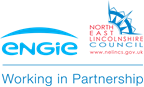 ENGIE
NORTH
EAST
LINCOLNSHIRE
COUNCIL
www.nelincs.gov.uk
Working in Partnership